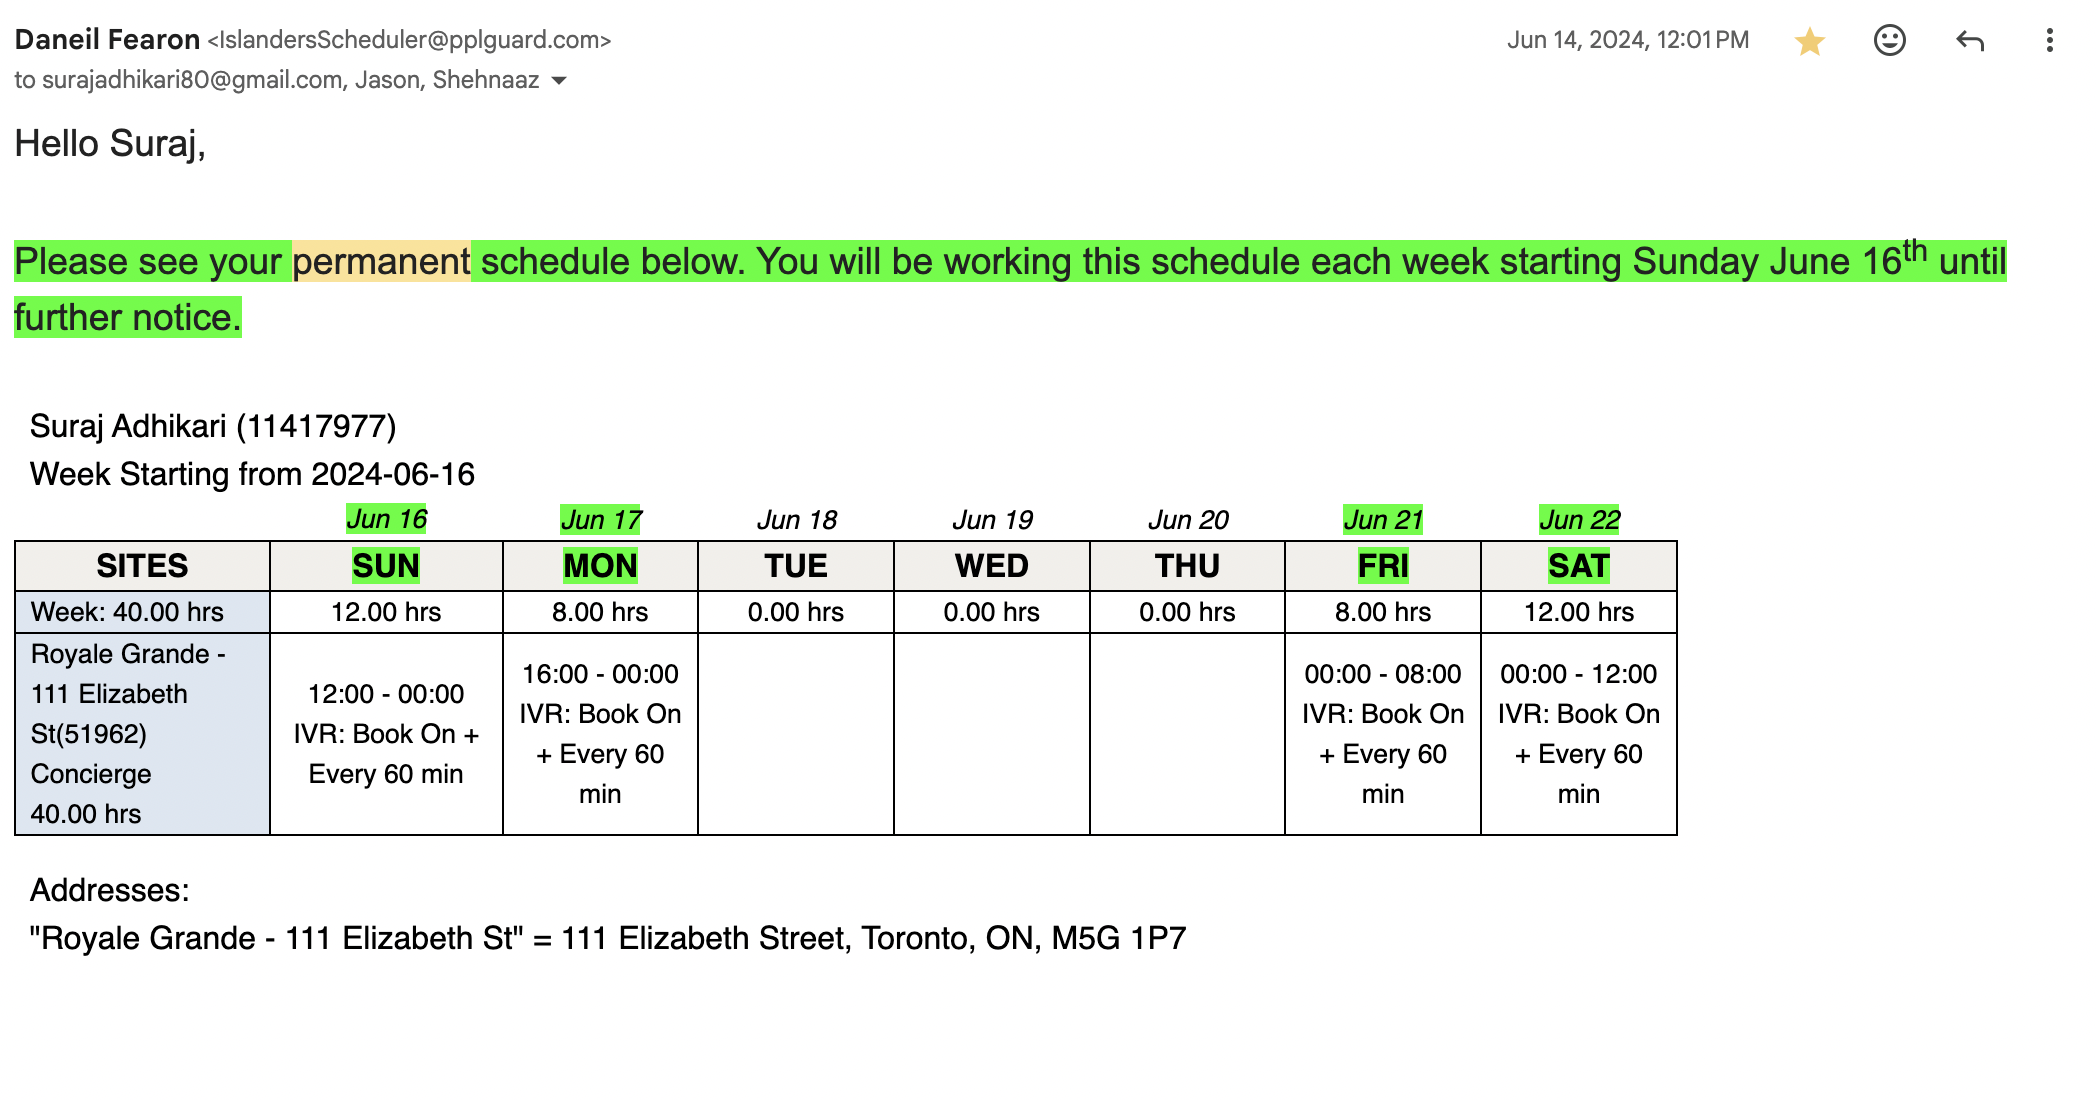 Daneil Fearon <IslandersScheduler@pplguard.com>
Jun 14, 2024, 12:01 PM
to surajadhikari80@gmail.com, Jason, Shehnaaz
Hello Suraj,
Please see your permanent schedule below. You will be working this schedule each week starting Sunday June 16th until
further notice.
Suraj Adhikari (11417977)
Week Starting from 2024-06-16
Jun 16 Jun 17 Jun 18 Jun 19 Jun 20 Jun 21 Jun 22
SITES SUN MON TUE WED THU FRI SAT
Week: 40.00 hrs 12.00 hrs 8.00 hrs 0.00 hrs 0.00 hrs 0.00 hrs 8.00 hrs 12.00 hrs
Royale Grande -
111 Elizabeth
St(51962)
Concierge
40.00 hrs
12:00 - 00:00
IVR: Book On +
Every 60 min
16:00 - 00:00
IVR: Book On
+ Every 60
min
00:00 - 08:00
IVR: Book On
+ Every 60
min
00:00 - 12:00
IVR: Book On
+ Every 60
min
Addresses:
"Royale Grande - 111 Elizabeth St" = 111 Elizabeth Street, Toronto, ON, M5G 1P7